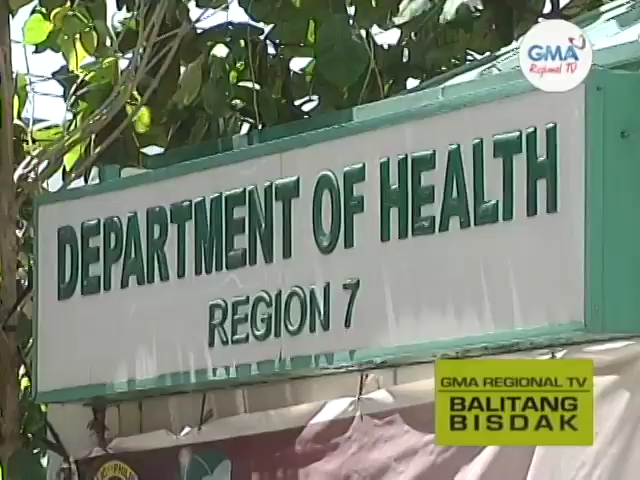 GMA
Regional TV
DEPARTMENT OF HEALTH
REGION 7
GMA REGIONAL TV
BALITANG
BISDAK